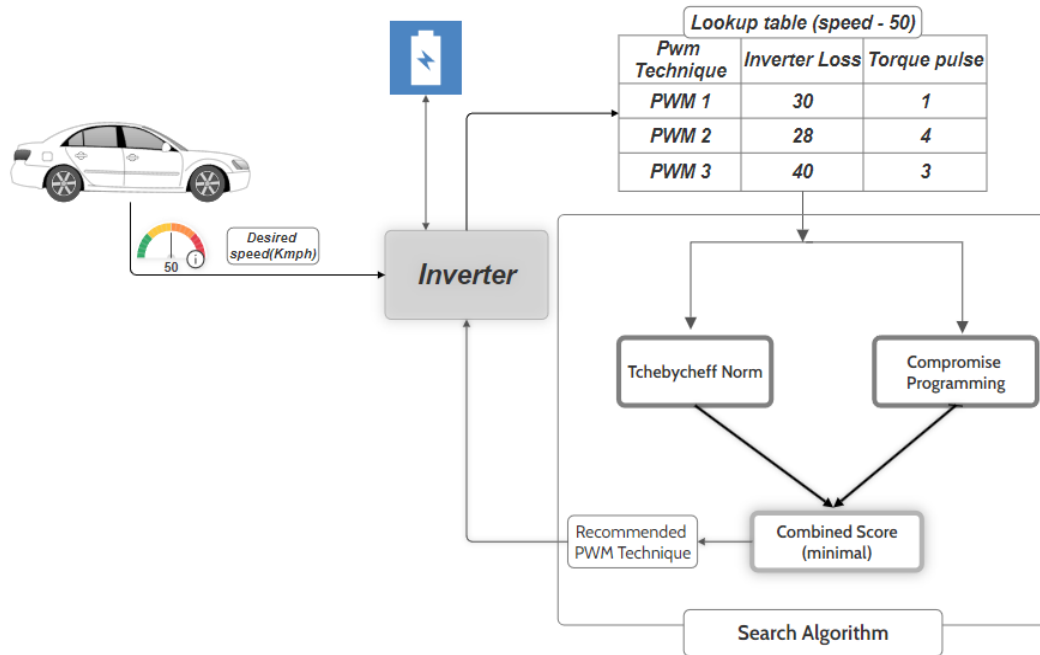 Lookup table (speed - 50)
Pwm Technique Inverter Loss Torque pulse
PWM 1 30 1
PWM 2 28 4
PWM 3 40 3
50
i
Desired
speed(Kmph)
Inverter
Tchebycheff Norm
Compromise
Programming
Recommended
PWM Technique
Combined Score
(minimal)
Search Algorithm